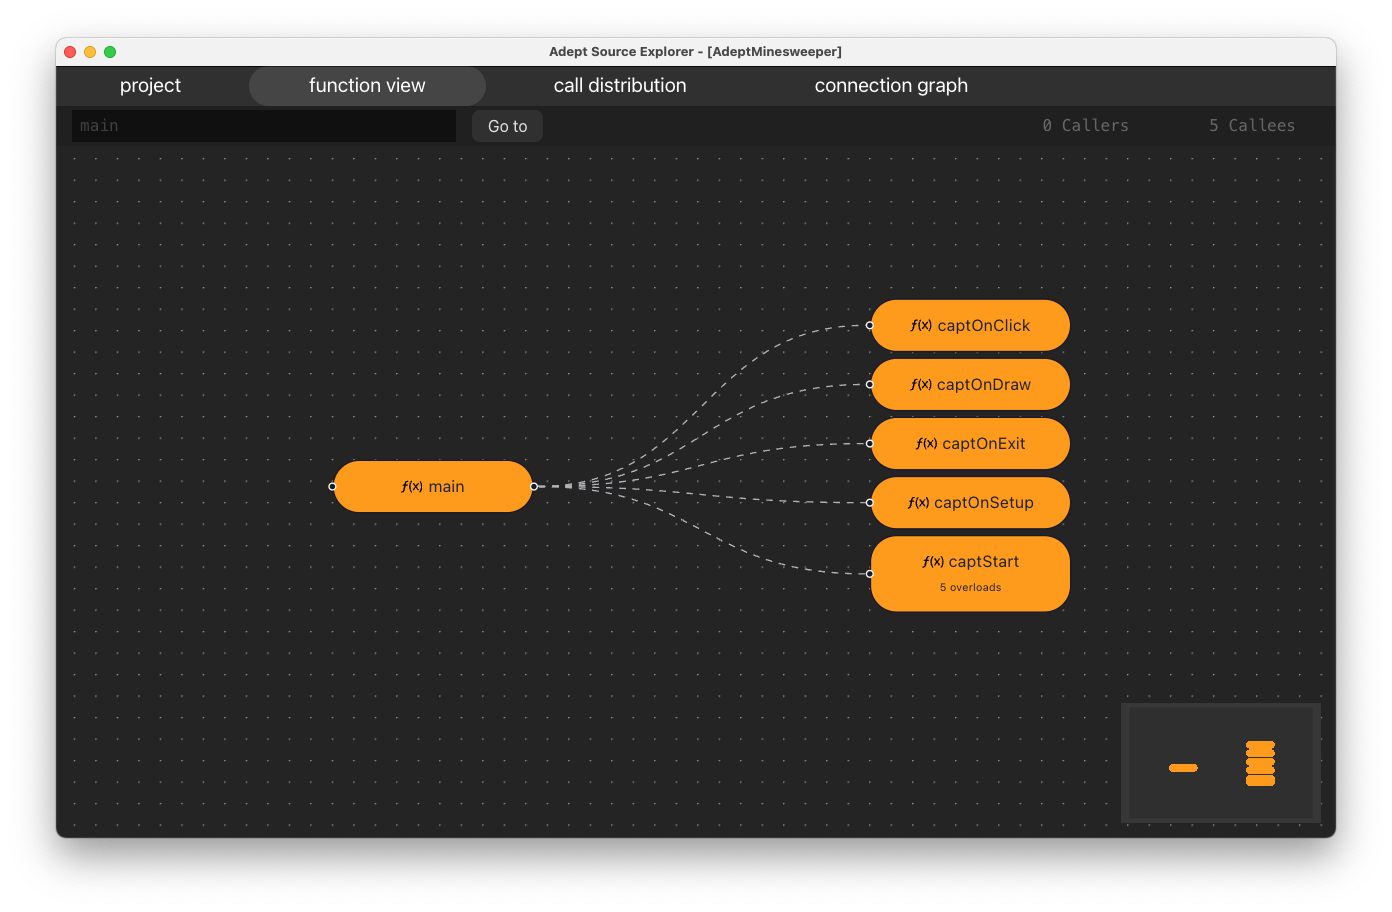 Adept Source Explorer - [AdeptMinesweeper]
project function view call distribution connection graph
main Go to 0 Callers 5 Callees
f(x) captOnClick
f(x) captOnDraw
f(x) captOnExit
f(x) main
f(x) captOnSetup
f(x) captStart
5 overloads